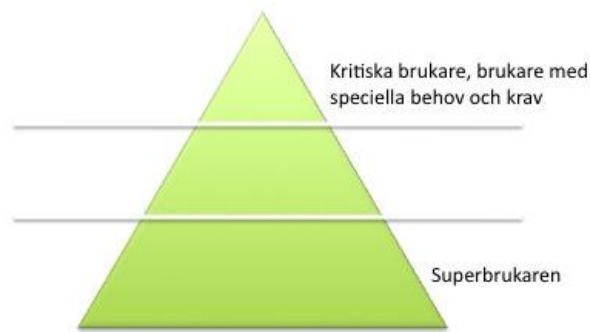 Kritiska brukare, brukare med
speciella behov och krav
Superbrukaren